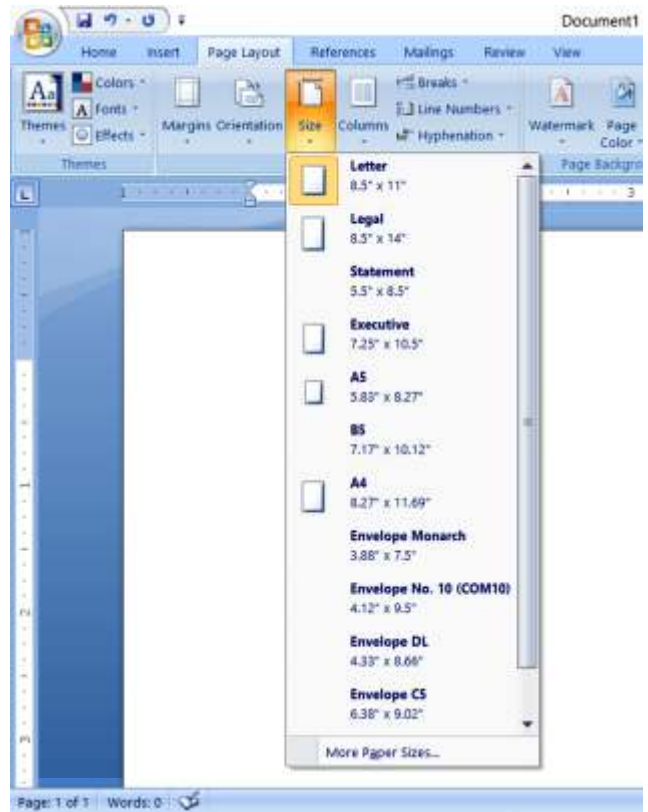 Document1
Home Insert Page Layout References Mailings Review View
Colors
Fonts
Effects
Themes
Margins Orientation Size Columns
Breaks
Line Numbers
Hyphenation
Watermark Page
Color
Themes
Page Backgro
L
1
3
Letter
8.5" x 11"
Legal
8.5" x 14"
Statement
5.5" x 8.5"
Executive
7.25" x 10.5"
A5
5.83" x 8.27"
B5
7.17" x 10.12"
A4
8.27" x 11.69"
Envelope Monarch
3.88" x 7.5"
Envelope No. 10 (COM10)
4.12" x 9.5"
Envelope DL
4.33" x 8.66"
Envelope C5
6.38" x 9.02"
More Paper Sizes...
Page: 1 of 1 Words: 0